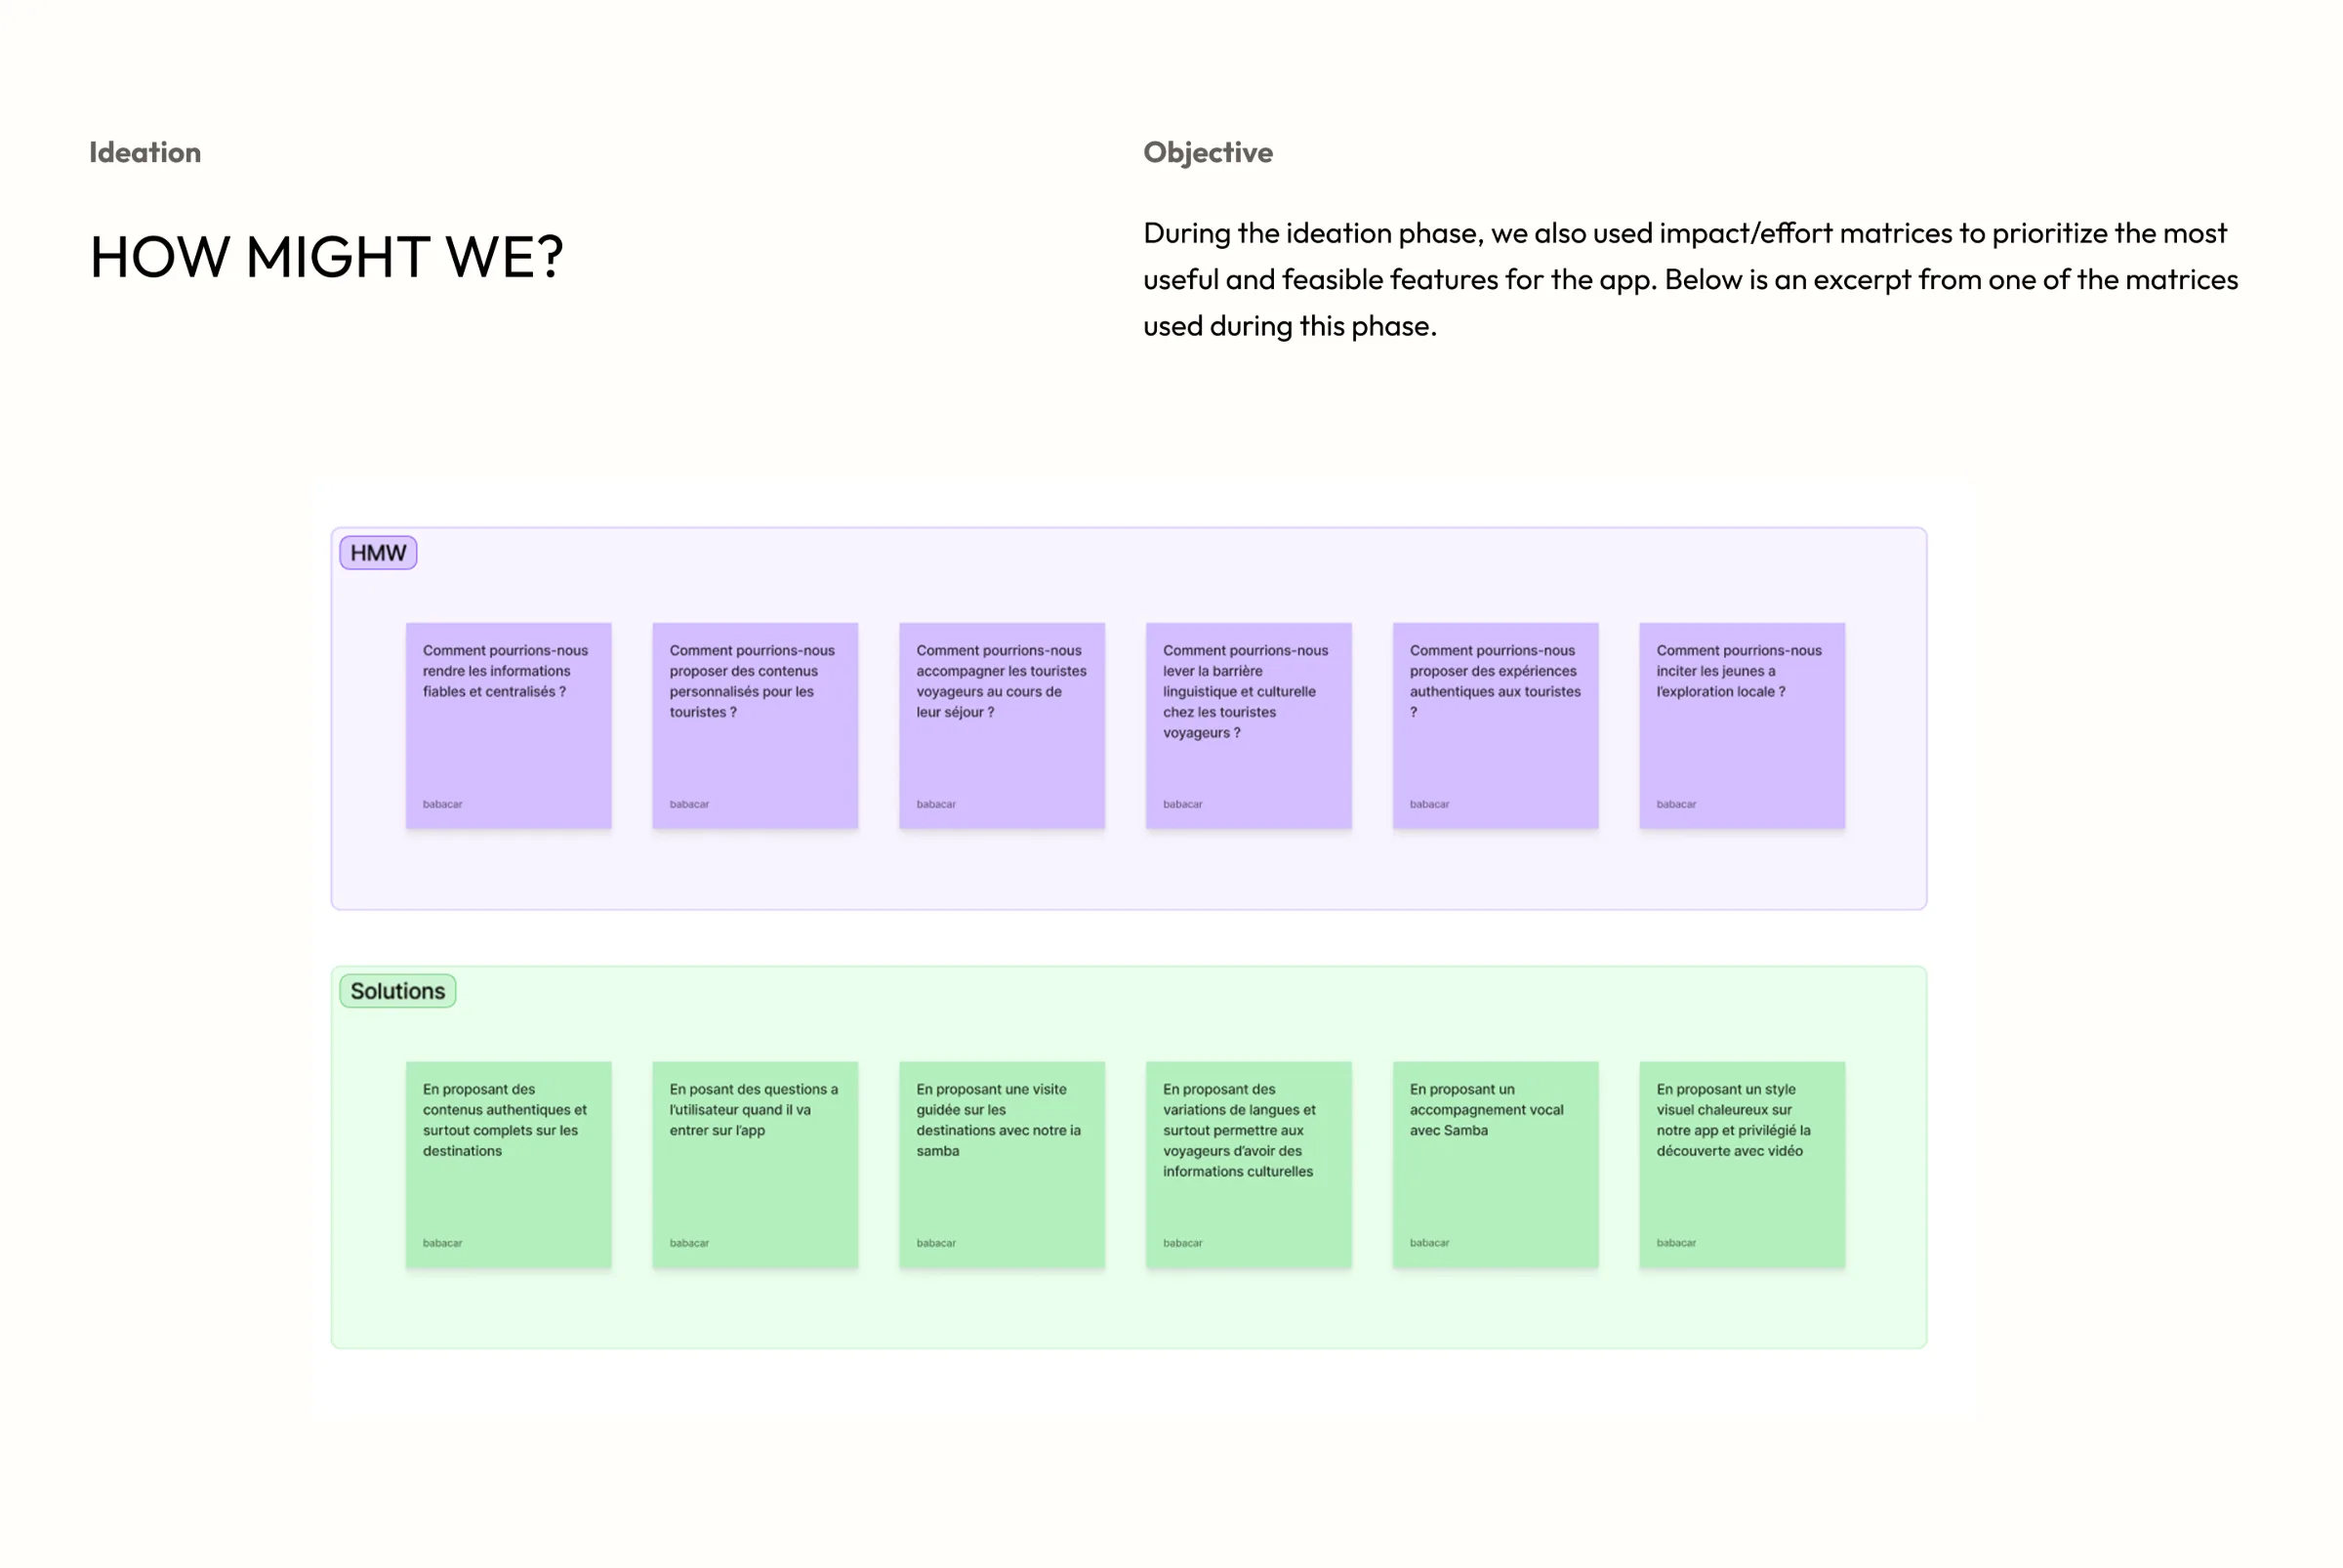 Ideation
HOW MIGHT WE?
Objective
During the ideation phase, we also used impact/effort matrices to prioritize the most
useful and feasible features for the app. Below is an excerpt from one of the matrices
used during this phase.
HMW
Comment pourrions-nous
rendre les informations
fiables et centralisés ?
babacar
Comment pourrions-nous
proposer des contenus
personnalisés pour les
touristes ?
babacar
Comment pourrions-nous
accompagner les touristes
voyageurs au cours de
leur séjour ?
babacar
Comment pourrions-nous
lever la barrière
linguistique et culturelle
chez les touristes
voyageurs ?
babacar
Comment pourrions-nous
proposer des expériences
authentiques aux touristes
?
babacar
Comment pourrions-nous
inciter les jeunes a
l'exploration locale ?
babacar
Solutions
En proposant des
contenus authentiques et
surtout complets sur les
destinations
babacar
En posant des questions a
l'utilisateur quand il va
entrer sur l'app
babacar
En proposant une visite
guidée sur les
destinations avec notre ia
samba
babacar
En proposant des
variations de langues et
surtout permettre aux
voyageurs d'avoir des
informations culturelles
babacar
En proposant un
accompagnement vocal
avec Samba
babacar
En proposant un style
visuel chaleureux sur
notre app et privilégié la
découverte avec vidéo
babacar